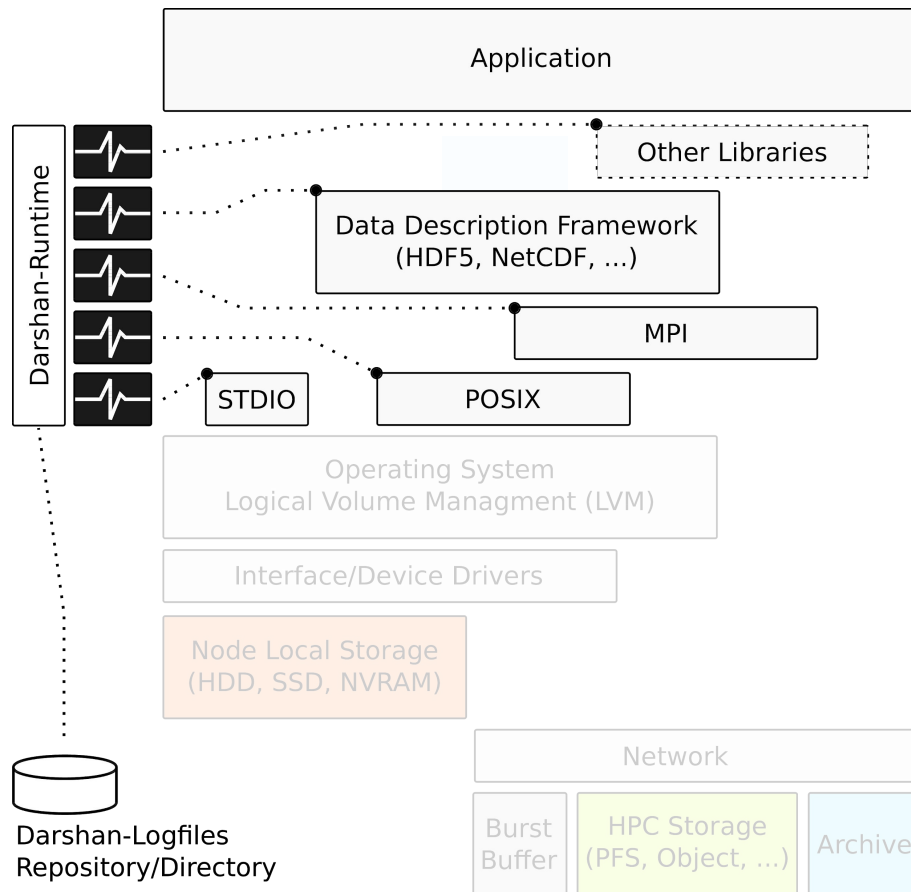 Application
Darshan-Runtime
Other Libraries
Data Description Framework
(HDF5, NetCDF, ...)
MPI
STDIO
POSIX
Operating System
Logical Volume Managment (LVM)
Interface/Device Drivers
Node Local Storage
(HDD, SSD, NVRAM)
Network
Burst
Buffer
HPC Storage
(PFS, Object, ...)
Archive
Darshan-Logfiles
Repository/Directory